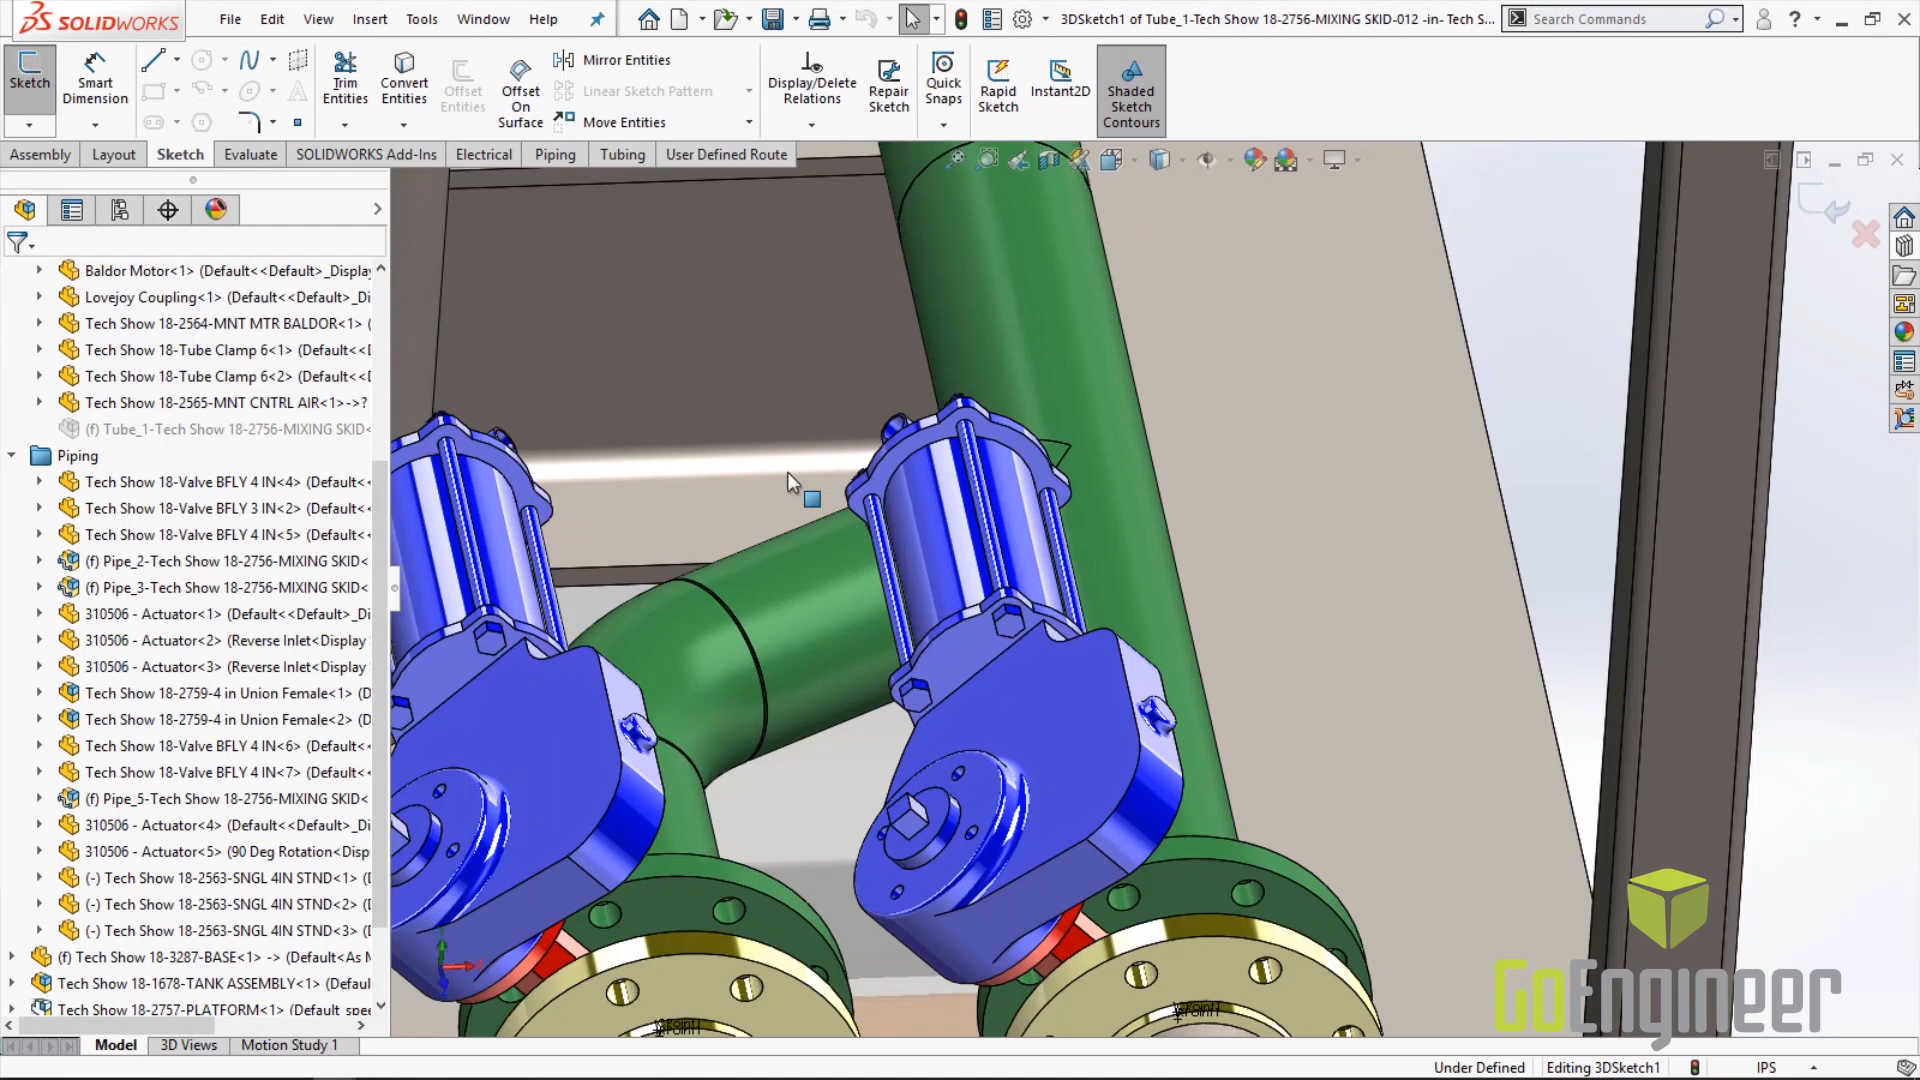 SOLIDWORKS
File Edit View Insert Tools Window Help
3DSketch1 of Tube_1-Tech Show 18-2756-MIXING SKID-012 -in- Tech S...
Search Commands
Sketch
Smart Dimension
Trim Entities
Convert Entities
Offset Entities
Offset On Surface
Mirror Entities
Linear Sketch Pattern
Move Entities
Display/Delete Relations
Repair Sketch
Quick Snaps
Rapid Sketch
Instant2D
Shaded Sketch Contours
Assembly Layout Sketch Evaluate SOLIDWORKS Add-Ins Electrical Piping Tubing User Defined Route
Baldor Motor<1> (Default<<Default>_Display
Lovejoy Coupling<1> (Default<<Default>_Di
Tech Show 18-2564-MNT MTR BALDOR<1> (
Tech Show 18-Tube Clamp 6<1> (Default<<D
Tech Show 18-Tube Clamp 6<2> (Default<<D
Tech Show 18-2565-MNT CNTRL AIR<1>->?
(f) Tube_1-Tech Show 18-2756-MIXING SKID<
Piping
Tech Show 18-Valve BFLY 4 IN<4> (Default<<
Tech Show 18-Valve BFLY 3 IN<2> (Default<<
Tech Show 18-Valve BFLY 4 IN<5> (Default<<
(f) Pipe_2-Tech Show 18-2756-MIXING SKID<
(f) Pipe_3-Tech Show 18-2756-MIXING SKID<
310506 - Actuator<1> (Default<<Default>_D
310506 - Actuator<2> (Reverse Inlet<Display
310506 - Actuator<3> (Reverse Inlet<Display
Tech Show 18-2759-4 in Union Female<1> (D
Tech Show 18-2759-4 in Union Female<2> (D
Tech Show 18-Valve BFLY 4 IN<6> (Default<<
Tech Show 18-Valve BFLY 4 IN<7> (Default<<
(f) Pipe_5-Tech Show 18-2756-MIXING SKID<
310506 - Actuator<4> (Default<<Default>_Di
310506 - Actuator<5> (90 Deg Rotation<Disp
(-) Tech Show 18-2563-SNGL 4IN STND<1> (D
(-) Tech Show 18-2563-SNGL 4IN STND<2> (D
(-) Tech Show 18-2563-SNGL 4IN STND<3> (D
(f) Tech Show 18-3287-BASE<1> -> (Default<As M
Tech Show 18-1678-TANK ASSEMBLY<1> (Defaul
Tech Show 18-2757-PLATFORM<1> (Default_spee
GoEngineer
Model 3D Views Motion Study 1
Under Defined Editing 3DSketch1 IPS